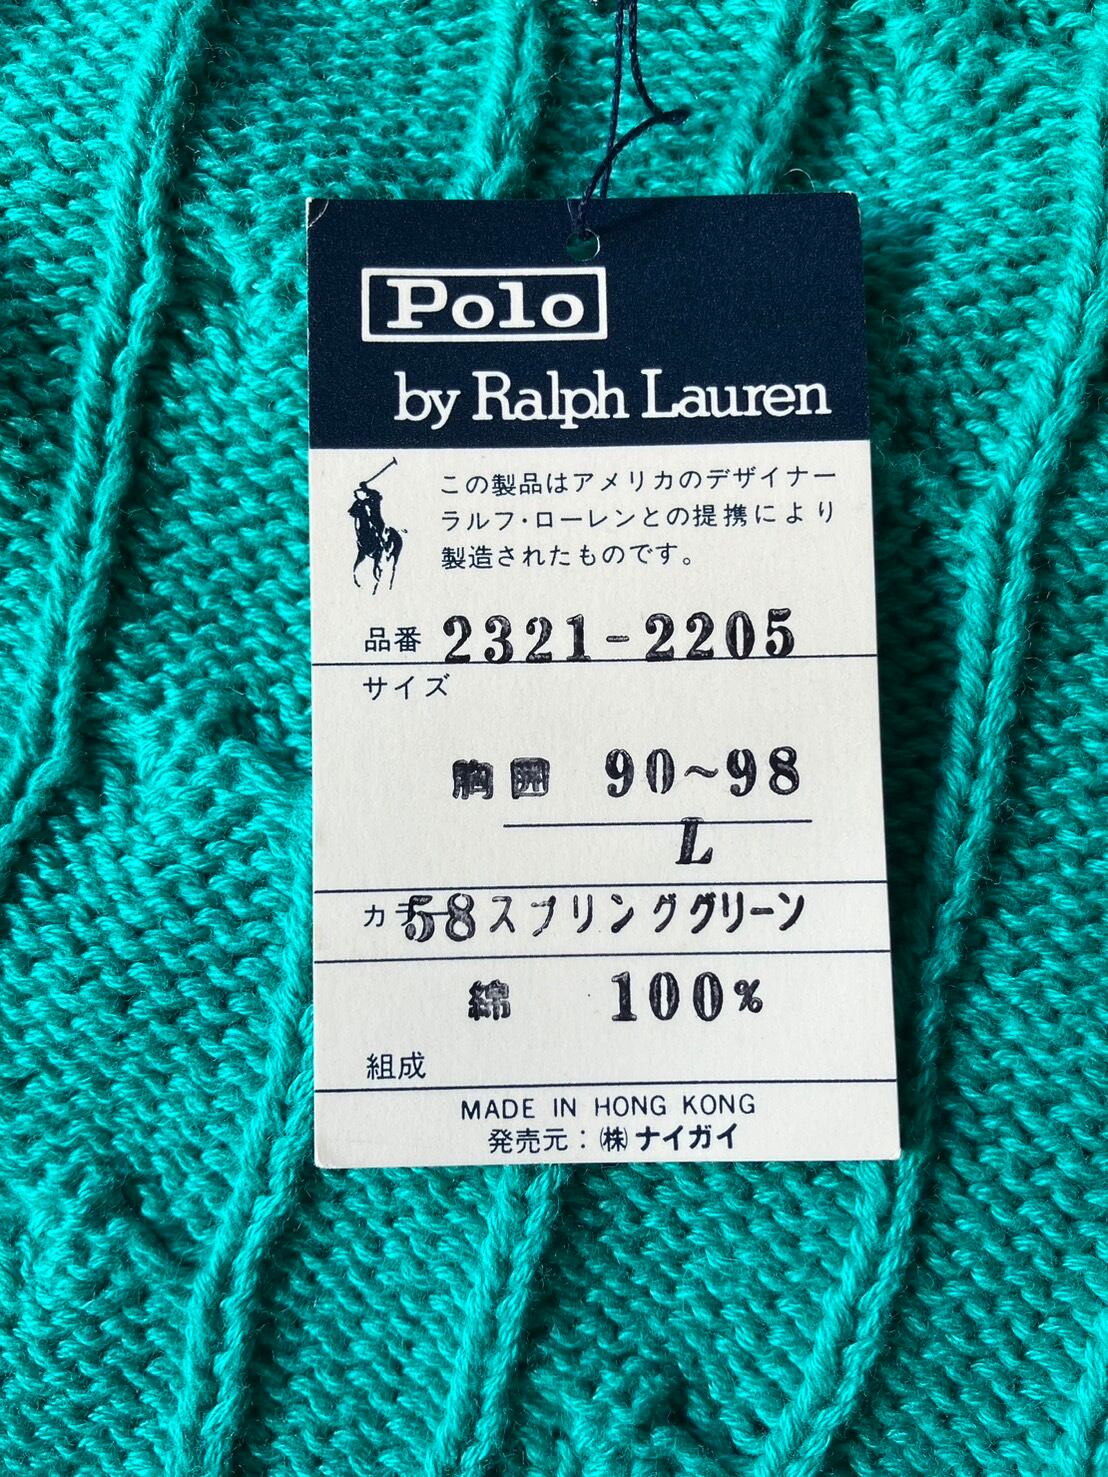 Polo
by Ralph Lauren
この製品はアメリカのデザイナー
ラルフ・ローレンとの提携により
製造されたものです。
品番 2321-2205
サイズ
胸囲 90~98
L
カラー 58スプリンググリーン
綿 100%
組成
MADE IN HONG KONG
発売元：㈱ナイガイ